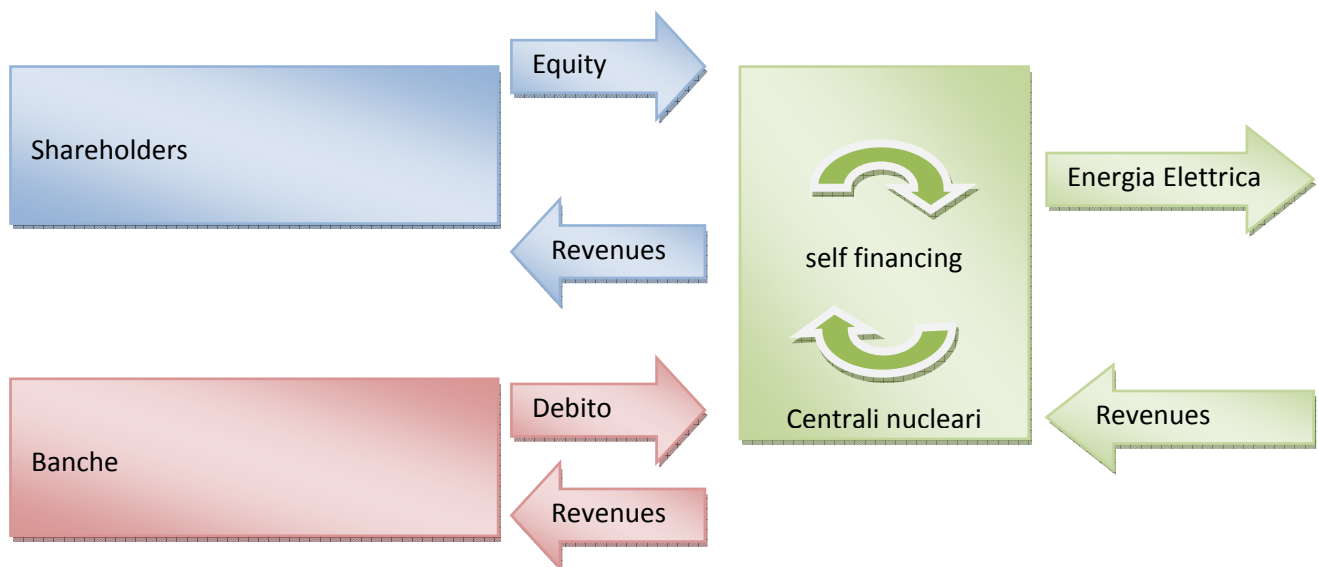 Equity
Shareholders
Revenues
Debito
Banche
Revenues
self financing
Centrali nucleari
Energia Elettrica
Revenues